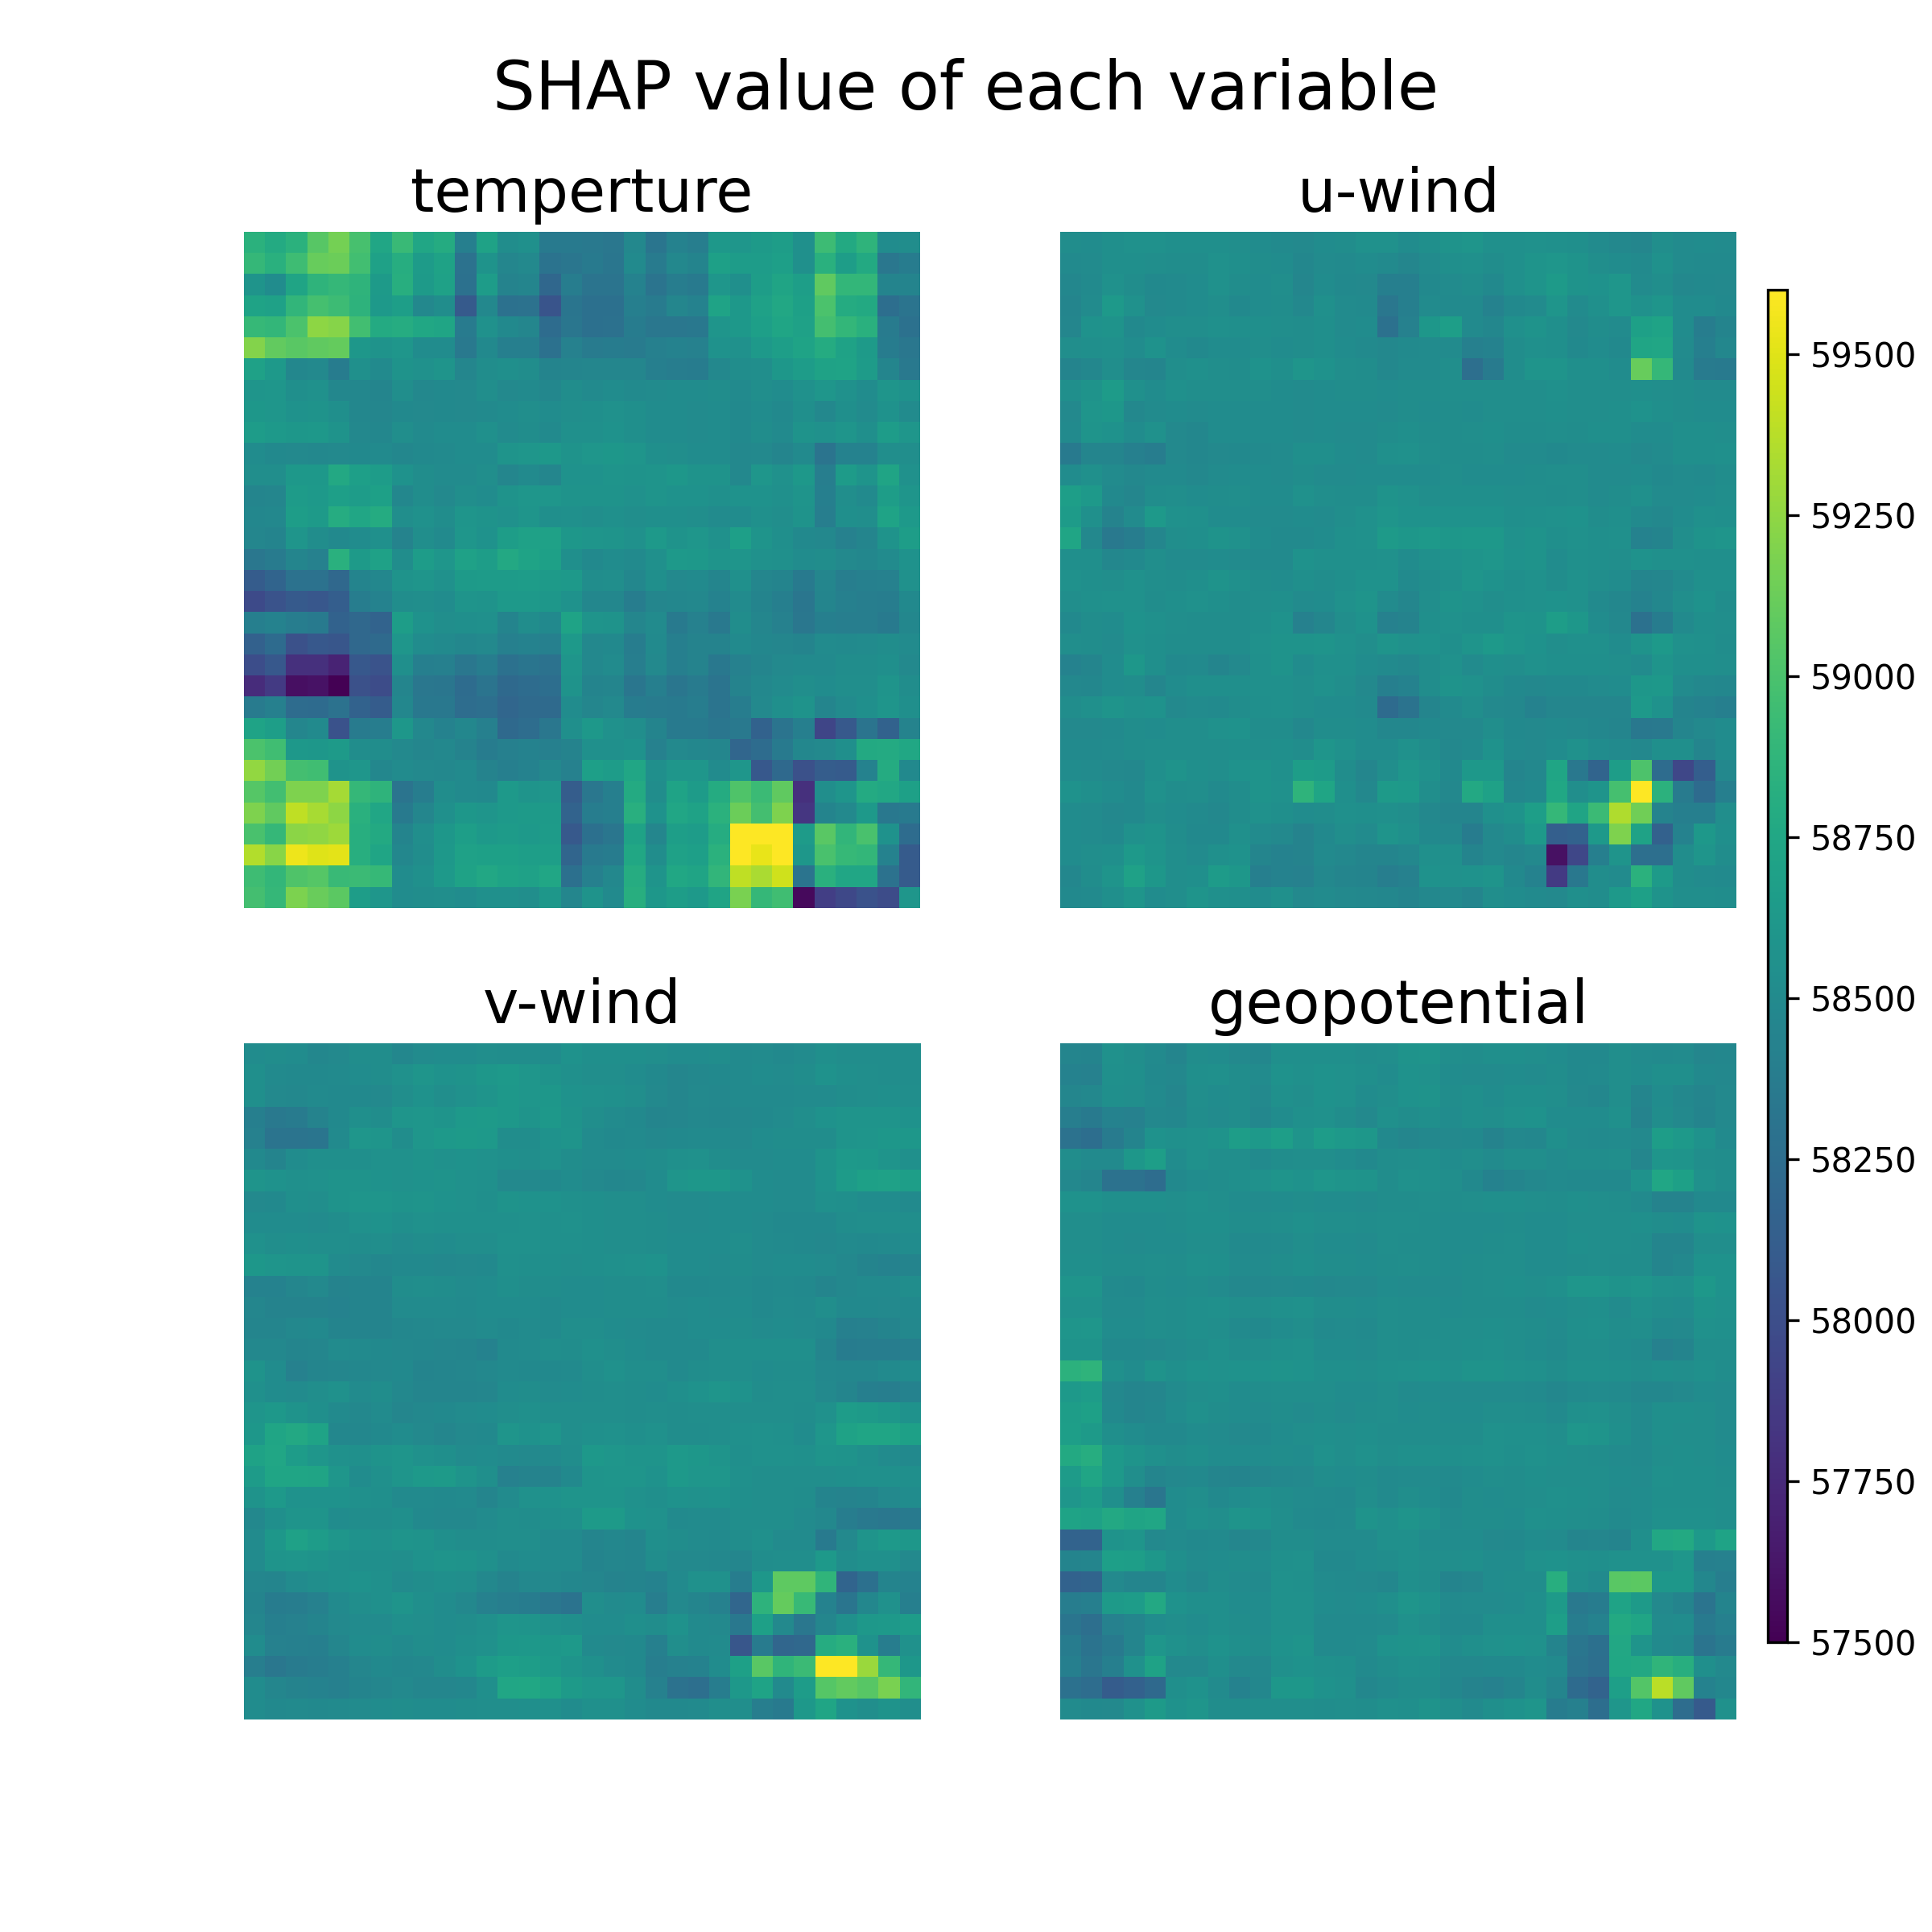 SHAP value of each variable
temperture
u-wind
59500
59250
59000
58750
58500
58250
58000
57750
57500
v-wind
geopotential